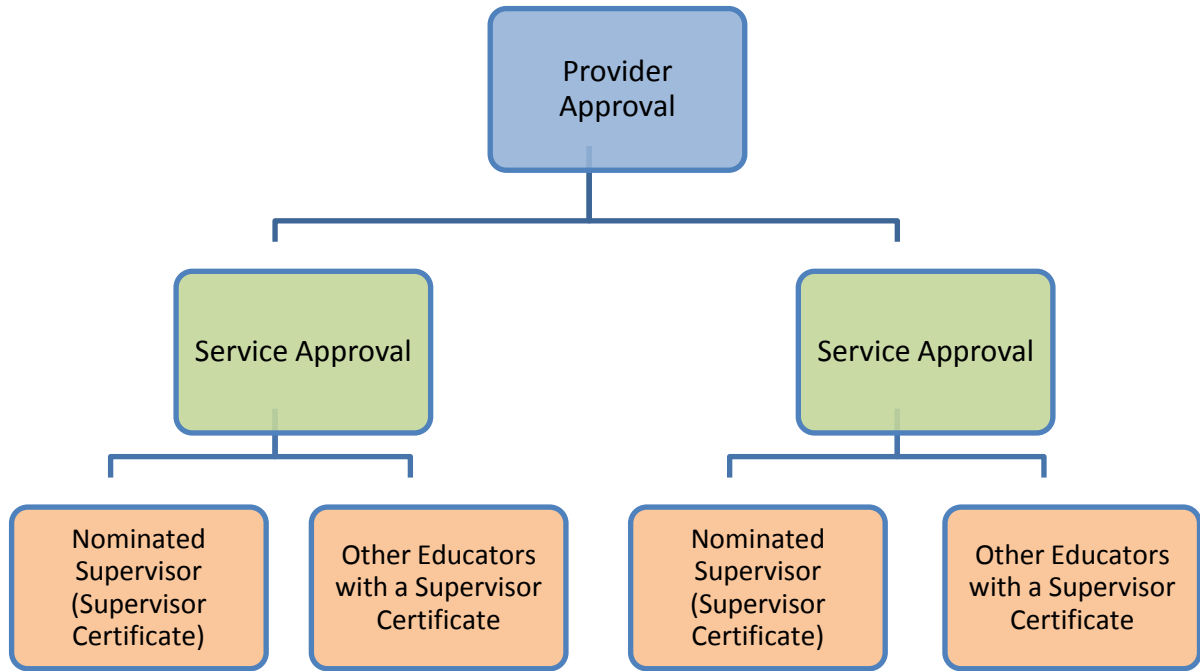 Provider
Approval
Service Approval
Service Approval
Nominated
Supervisor
(Supervisor
Certificate)
Other Educators
with a Supervisor
Certificate
Nominated
Supervisor
(Supervisor
Certificate)
Other Educators
with a Supervisor
Certificate